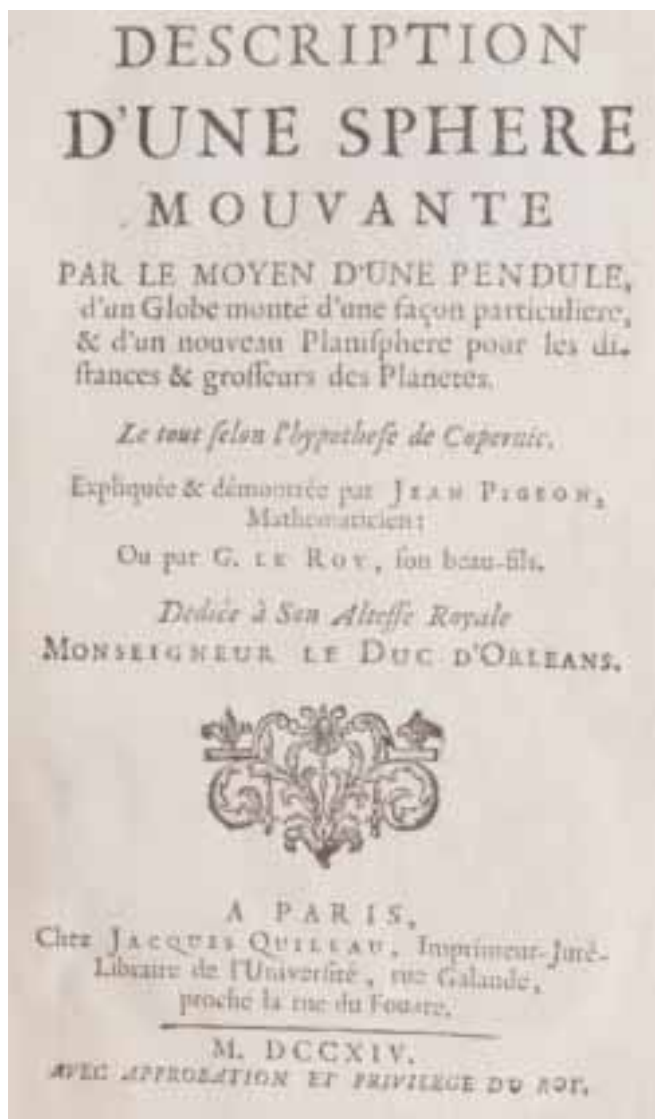 DESCRIPTION
D'UNE SPHERE
MOUVANTE
PAR LE MOYEN D'UNE PENDULE,
d'un Globe monté d'une façon particuliere,
& d'un nouveau Planiſphere pour les di-
ſtances & groſſeurs des Planetes.
Le tout ſelon l'hypotheſe de Copernic.
Expliquée & démontrée par JEAN PIGEON,
Mathematicien:
Ou par G. LE ROY, ſon beau-fils.
Dediée à Son Alteſſe Royale
MONSEIGNEUR LE DUC D'ORLEANS.
A PARIS,
Chez JACQUES QUILLAU, Imprimeur-Juré-
Libraire de l'Univerſité, rue Galande,
proche la rue du Fouare.
M. DCCXIV.
AVEC APPROBATION ET PRIVILEGE DU ROY.